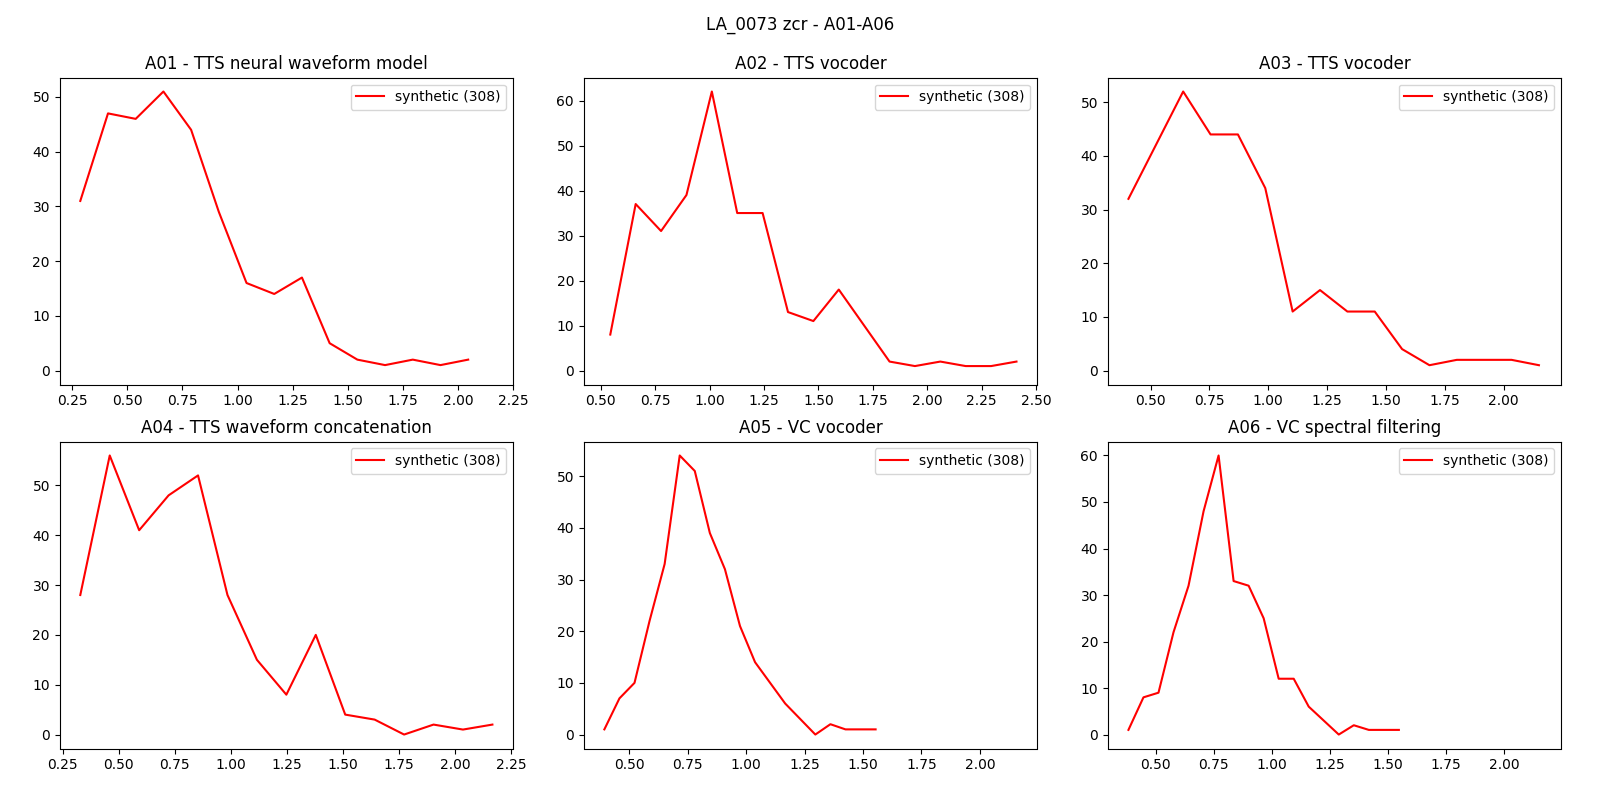 LA_0073 zcr - A01-A06
A01 - TTS neural waveform model
synthetic (308)
50
40
30
20
10
0
0.25 0.50 0.75 1.00 1.25 1.50 1.75 2.00 2.25
A02 - TTS vocoder
synthetic (308)
60
50
40
30
20
10
0
0.50 0.75 1.00 1.25 1.50 1.75 2.00 2.25 2.50
A03 - TTS vocoder
synthetic (308)
50
40
30
20
10
0
0.50 0.75 1.00 1.25 1.50 1.75 2.00
A04 - TTS waveform concatenation
synthetic (308)
50
40
30
20
10
0
0.25 0.50 0.75 1.00 1.25 1.50 1.75 2.00 2.25
A05 - VC vocoder
synthetic (308)
50
40
30
20
10
0
0.50 0.75 1.00 1.25 1.50 1.75 2.00
A06 - VC spectral filtering
synthetic (308)
60
50
40
30
20
10
0
0.50 0.75 1.00 1.25 1.50 1.75 2.00